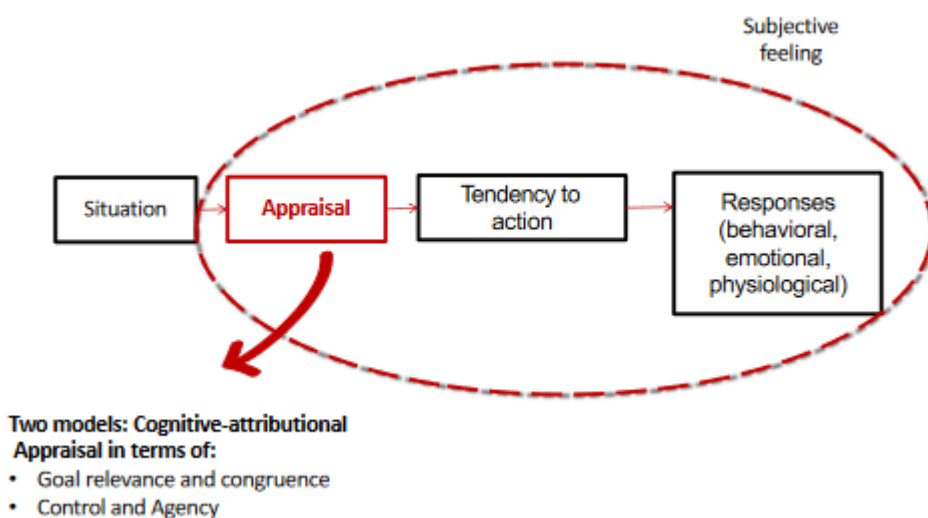 Subjective
feeling
Situation
Appraisal
Tendency to
action
Responses
(behavioral,
emotional,
physiological)
Two models: Cognitive-attributional
Appraisal in terms of:
• Goal relevance and congruence
• Control and Agency